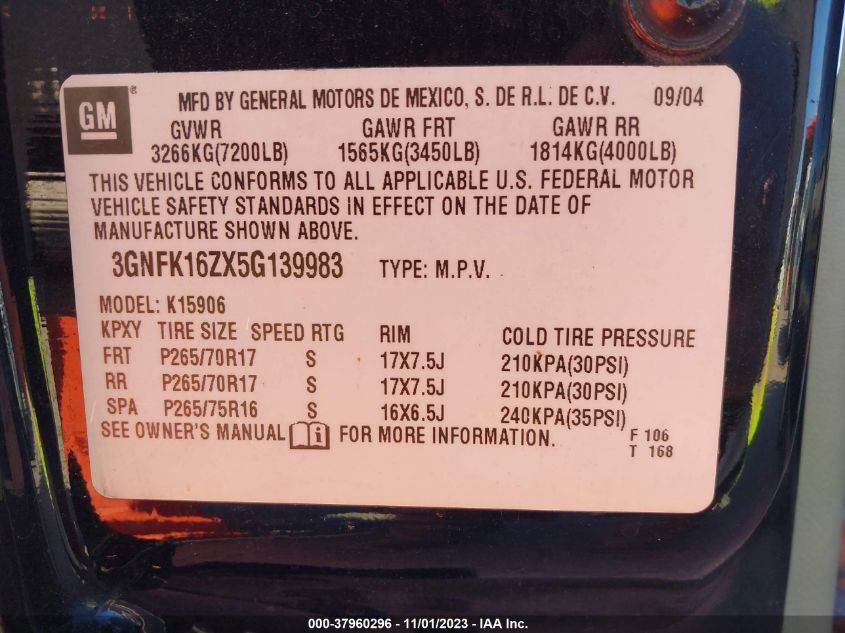 GM ®
MFD BY GENERAL MOTORS DE MEXICO, S. DE R.L. DE C.V. 09/04
GVWR GAWR FRT GAWR RR
3266KG(7200LB) 1565KG(3450LB) 1814KG(4000LB)
THIS VEHICLE CONFORMS TO ALL APPLICABLE U.S. FEDERAL MOTOR
VEHICLE SAFETY STANDARDS IN EFFECT ON THE DATE OF
MANUFACTURE SHOWN ABOVE.
3GNFK16ZX5G139983 TYPE: M.P.V.
MODEL: K15906
KPXY TIRE SIZE SPEED RTG RIM COLD TIRE PRESSURE
FRT P265/70R17 S 17X7.5J 210KPA(30PSI)
RR P265/70R17 S 17X7.5J 210KPA(30PSI)
SPA P265/75R16 S 16X6.5J 240KPA(35PSI)
SEE OWNER'S MANUAL i FOR MORE INFORMATION. F 106
T 168
000-37960296 - 11/01/2023 - IAA Inc.